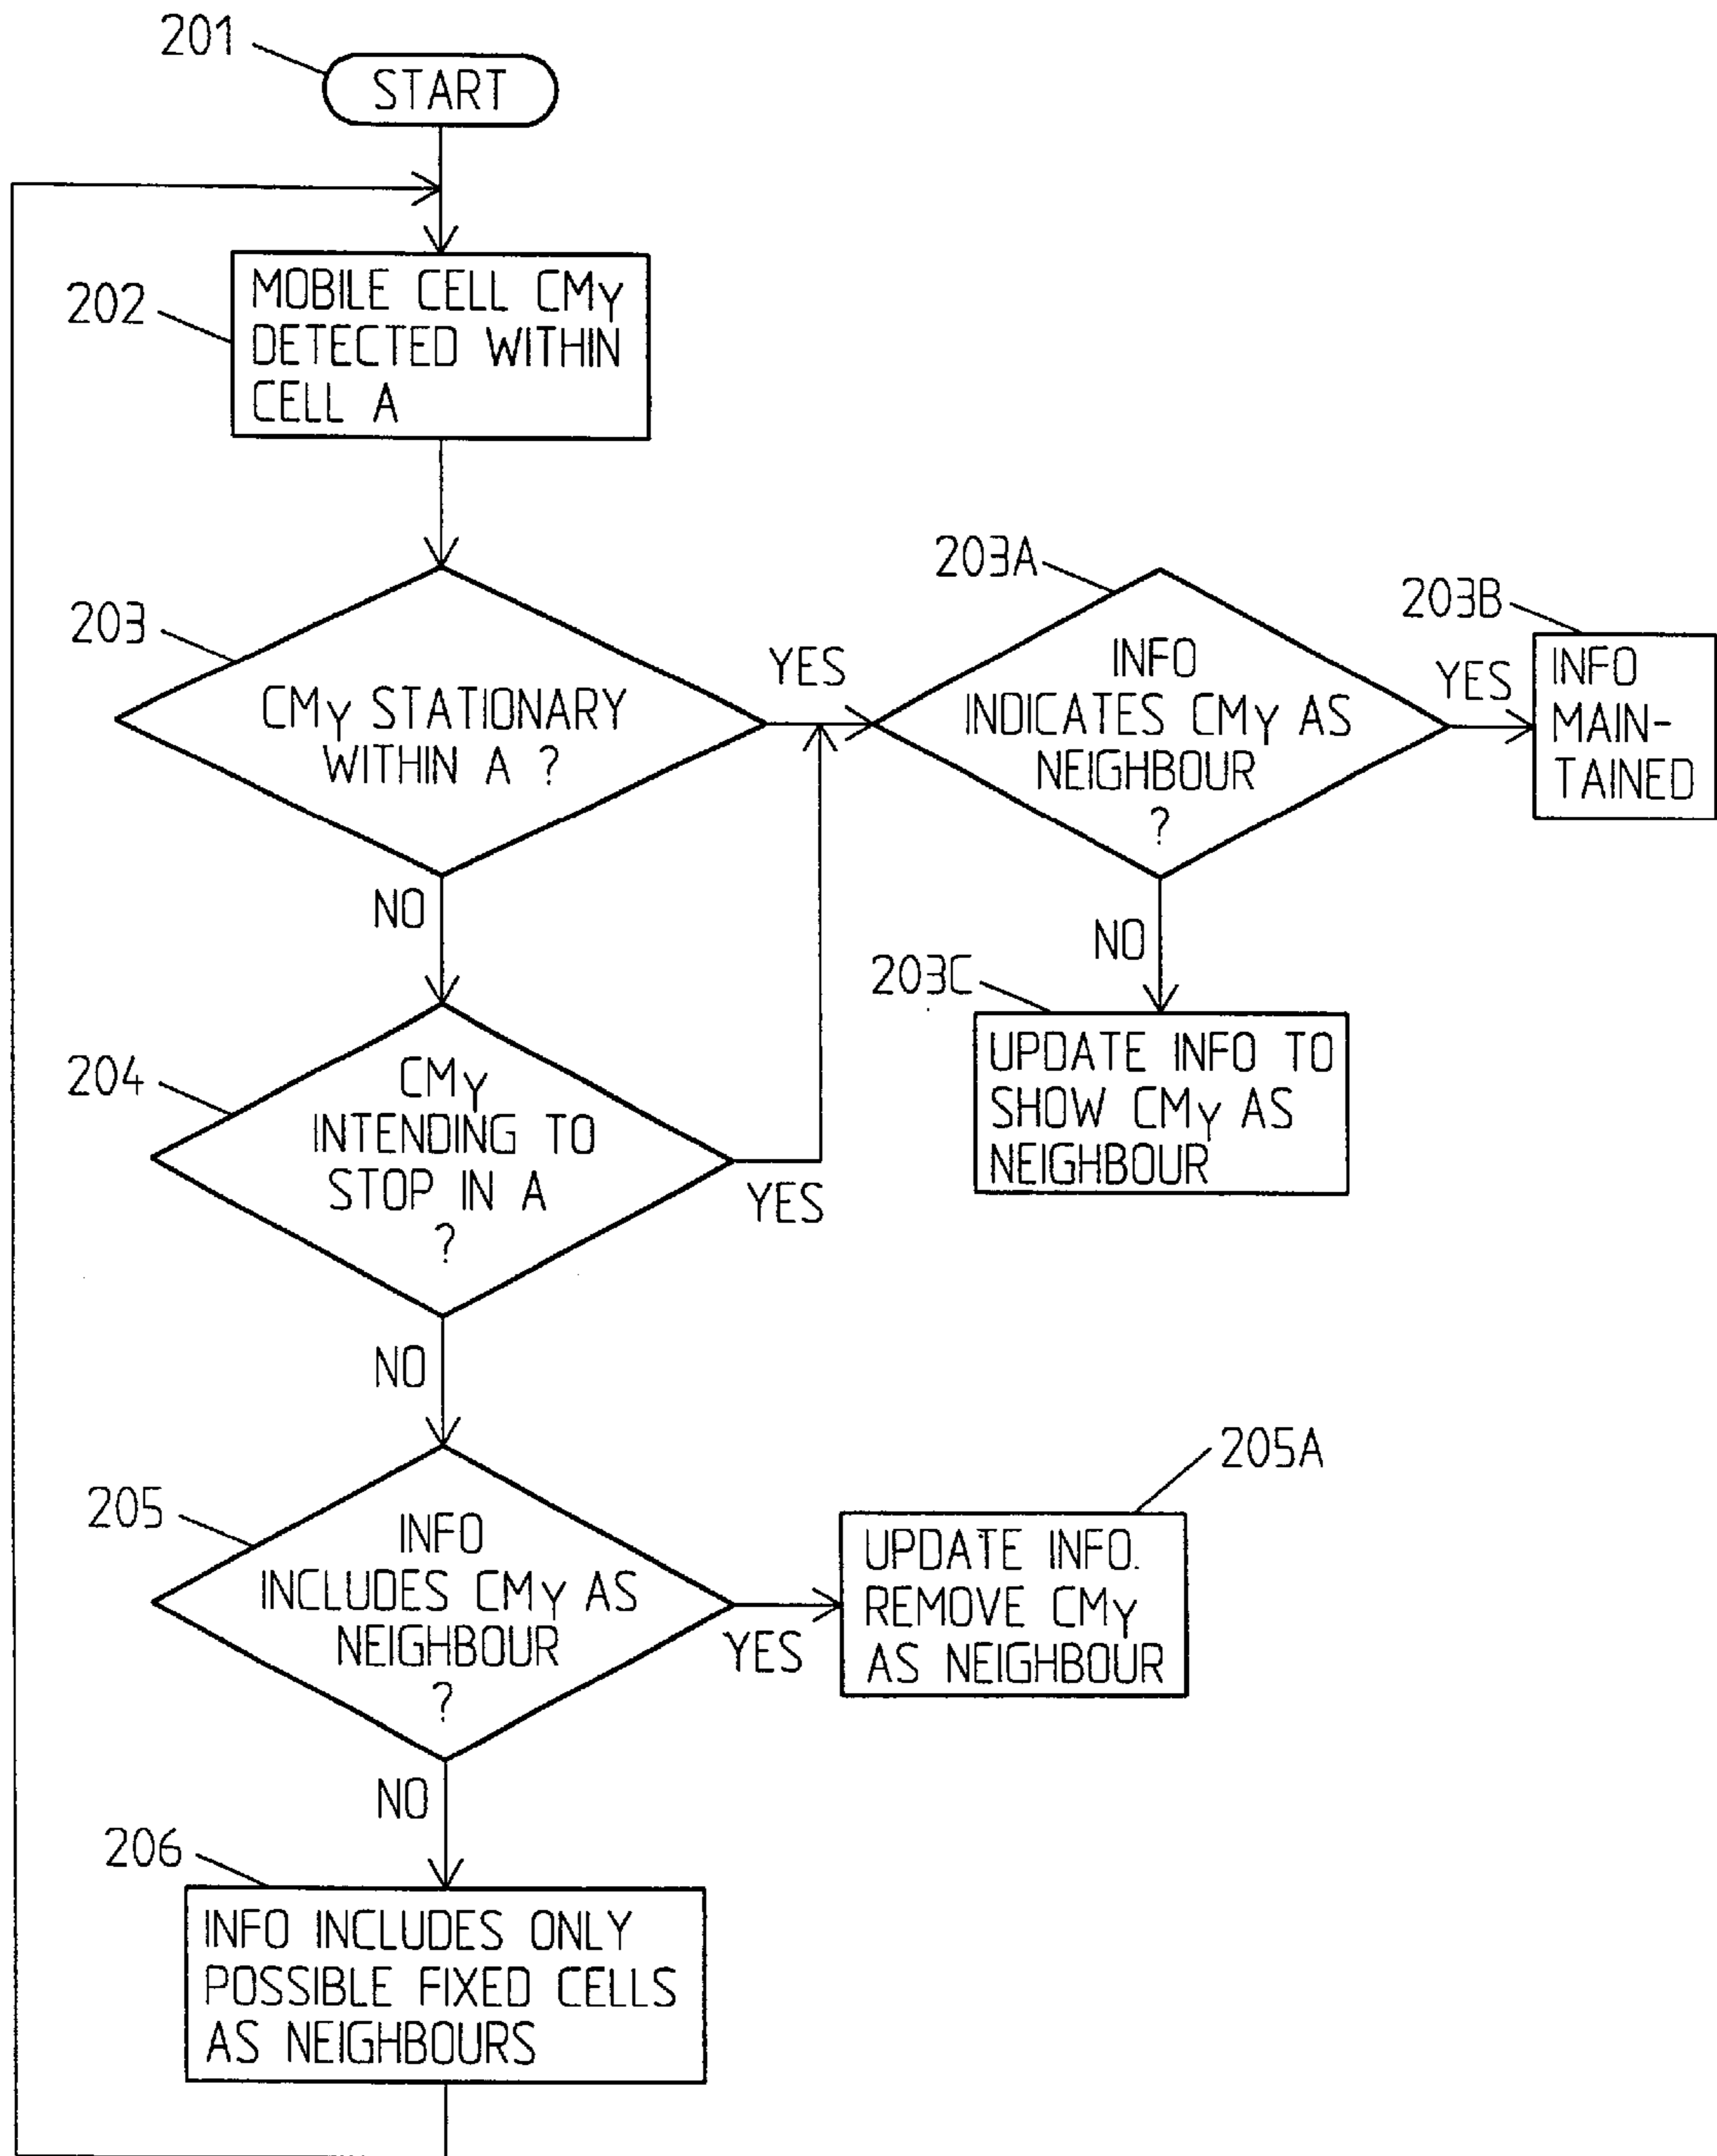 201
START
202
MOBILE CELL CMY
DETECTED WITHIN
CELL A
203
CMY STATIONARY
WITHIN A ?
YES
NO
203A
INFO
INDICATES CMY AS
NEIGHBOUR
?
YES
NO
203B
INFO
MAIN-
TAINED
203C
UPDATE INFO TO
SHOW CMY AS
NEIGHBOUR
204
CMY
INTENDING TO
STOP IN A
?
YES
NO
205
INFO
INCLUDES CMY AS
NEIGHBOUR
?
YES
NO
205A
UPDATE INFO.
REMOVE CMY
AS NEIGHBOUR
206
INFO INCLUDES ONLY
POSSIBLE FIXED CELLS
AS NEIGHBOURS